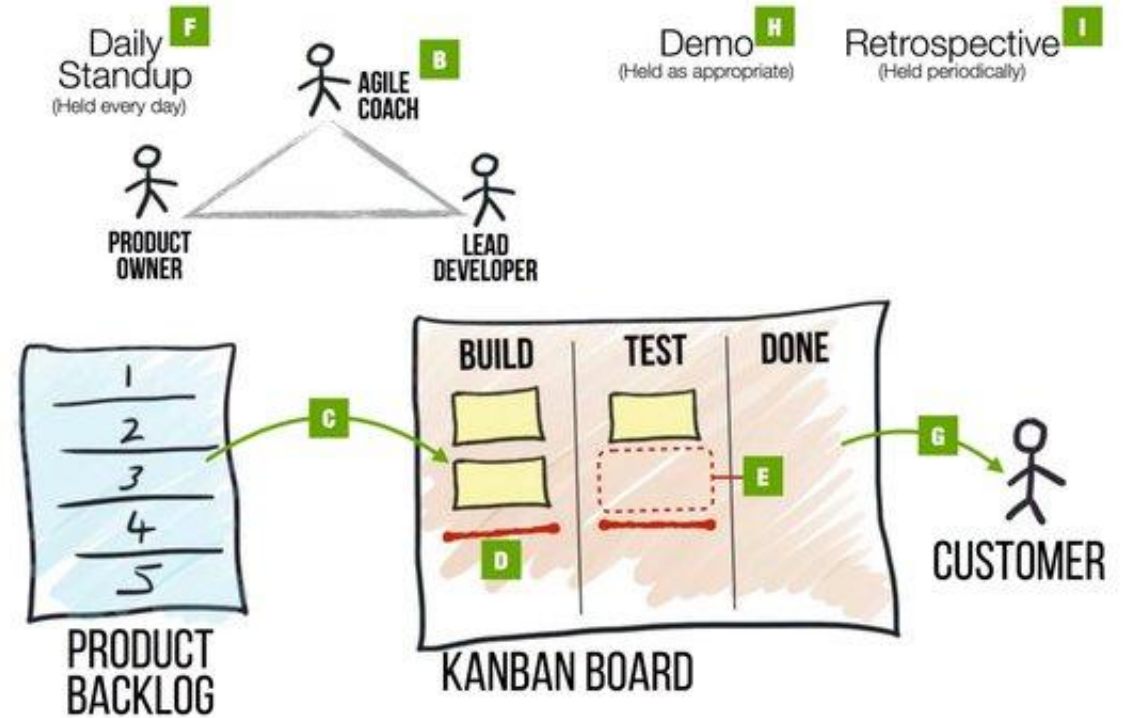 Daily
Standup
(Held every day)
F
AGILE
COACH
B
Demo
(Held as appropriate)
H
Retrospective
(Held periodically)
I
PRODUCT
OWNER
LEAD
DEVELOPER
1
2
3
4
5
PRODUCT
BACKLOG
C
BUILD
TEST
DONE
D
E
KANBAN BOARD
G
CUSTOMER